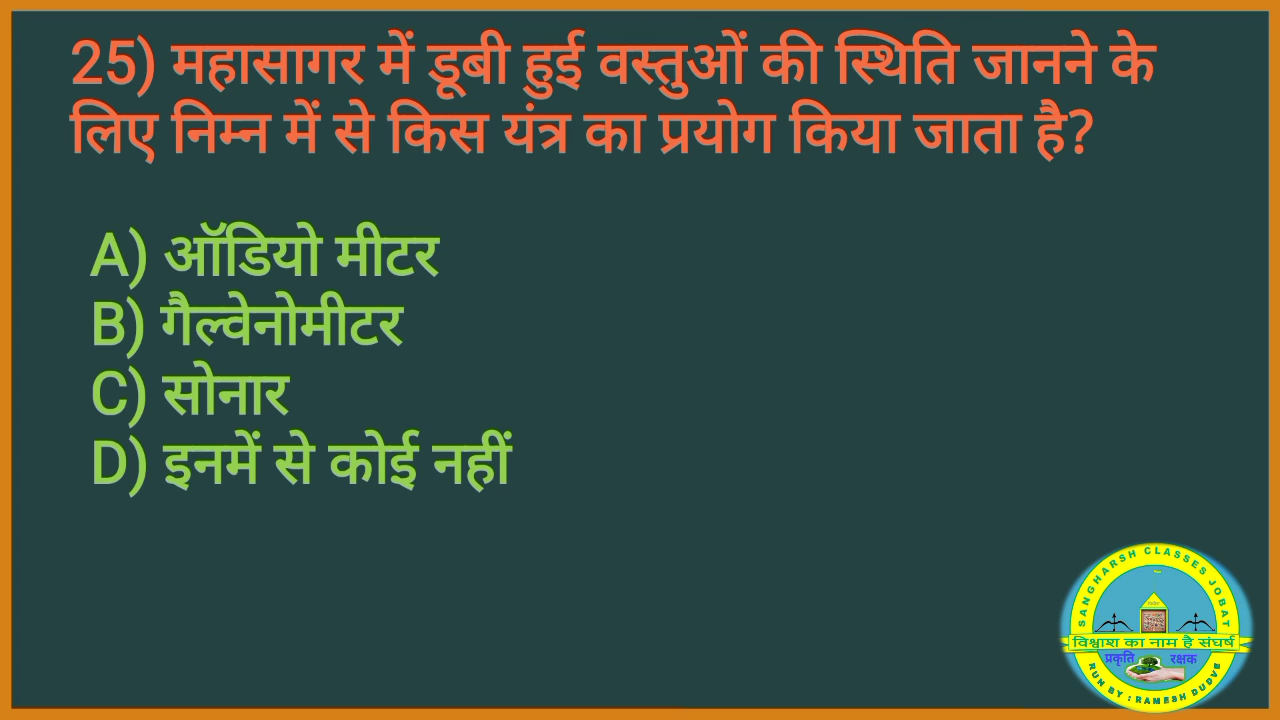 25) महासागर में डूबी हुई वस्तुओं की स्थिति जानने के
लिए निम्न में से किस यंत्र का प्रयोग किया जाता है?
A) ऑडियो मीटर
B) गैल्वेनोमीटर
C) सोनार
D) इनमें से कोई नहीं
SANGHARSH CLASSES JOBAT
विश्वाश का नाम है संघर्ष
प्रकृति रक्षक
RUN BY : RAMESH DUDVE